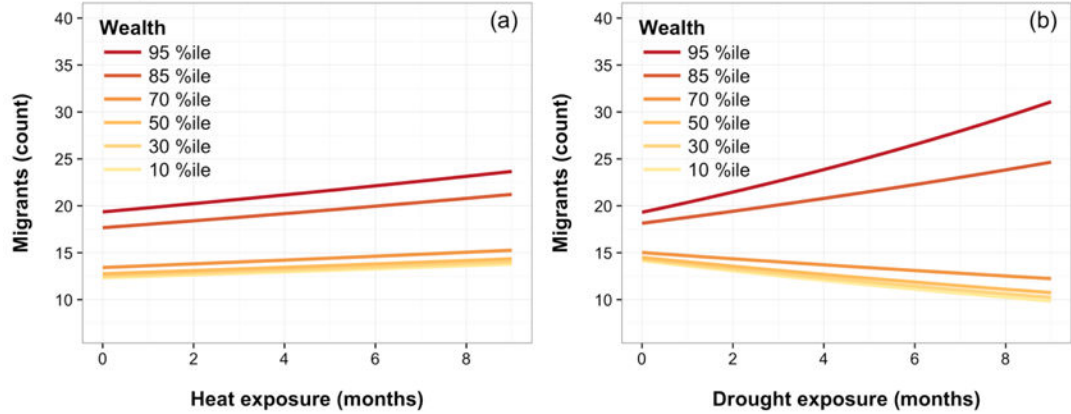 (a)
Wealth
95 %ile
85 %ile
70 %ile
50 %ile
30 %ile
10 %ile
40
35
30
25
20
15
10
Migrants (count)
0 2 4 6 8
Heat exposure (months)
(b)
Wealth
95 %ile
85 %ile
70 %ile
50 %ile
30 %ile
10 %ile
40
35
30
25
20
15
10
Migrants (count)
0 2 4 6 8
Drought exposure (months)